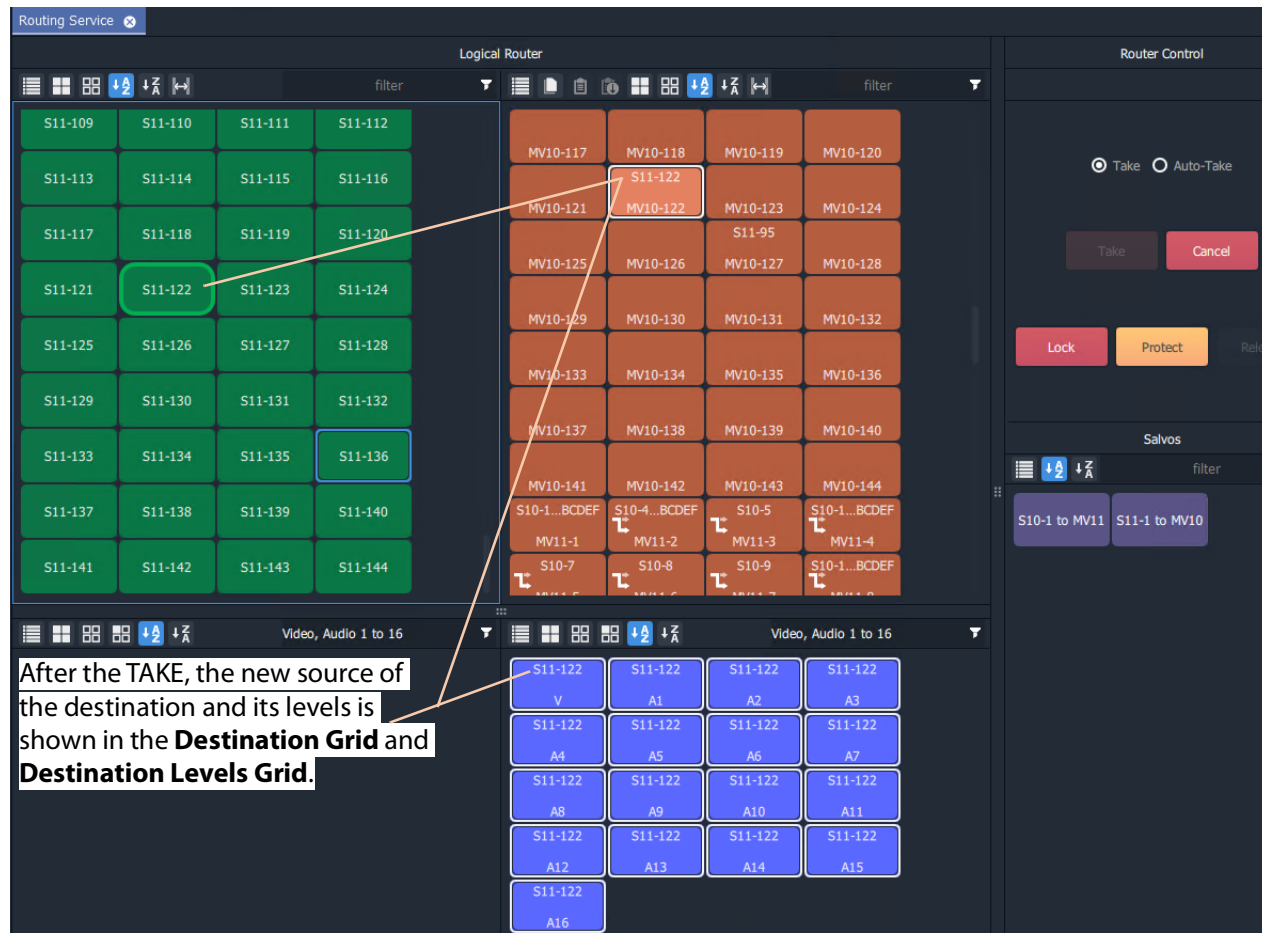 Routing Service
Logical Router
Router Control
filter
filter
S11-109 S11-110 S11-111 S11-112
S11-113 S11-114 S11-115 S11-116
S11-117 S11-118 S11-119 S11-120
S11-121 S11-122 S11-123 S11-124
S11-125 S11-126 S11-127 S11-128
S11-129 S11-130 S11-131 S11-132
S11-133 S11-134 S11-135 S11-136
S11-137 S11-138 S11-139 S11-140
S11-141 S11-142 S11-143 S11-144
MV10-117 MV10-118 MV10-119 MV10-120
S11-122
MV10-121 MV10-122 MV10-123 MV10-124
S11-95
MV10-125 MV10-126 MV10-127 MV10-128
MV10-129 MV10-130 MV10-131 MV10-132
MV10-133 MV10-134 MV10-135 MV10-136
MV10-137 MV10-138 MV10-139 MV10-140
MV10-141 MV10-142 MV10-143 MV10-144
S10-1...BCDEF S10-4...BCDEF S10-5 S10-1...BCDEF
MV11-1 MV11-2 MV11-3 MV11-4
S10-7 S10-8 S10-9 S10-1...BCDEF
Take Auto-Take
Take Cancel
Lock Protect
Salvos
filter
S10-1 to MV11 S11-1 to MV10
Video, Audio 1 to 16
Video, Audio 1 to 16
After the TAKE, the new source of
the destination and its levels is
shown in the Destination Grid and
Destination Levels Grid.
S11-122 S11-122 S11-122 S11-122
V A1 A2 A3
S11-122 S11-122 S11-122 S11-122
A4 A5 A6 A7
S11-122 S11-122 S11-122 S11-122
A8 A9 A10 A11
S11-122 S11-122 S11-122 S11-122
A12 A13 A14 A15
S11-122
A16